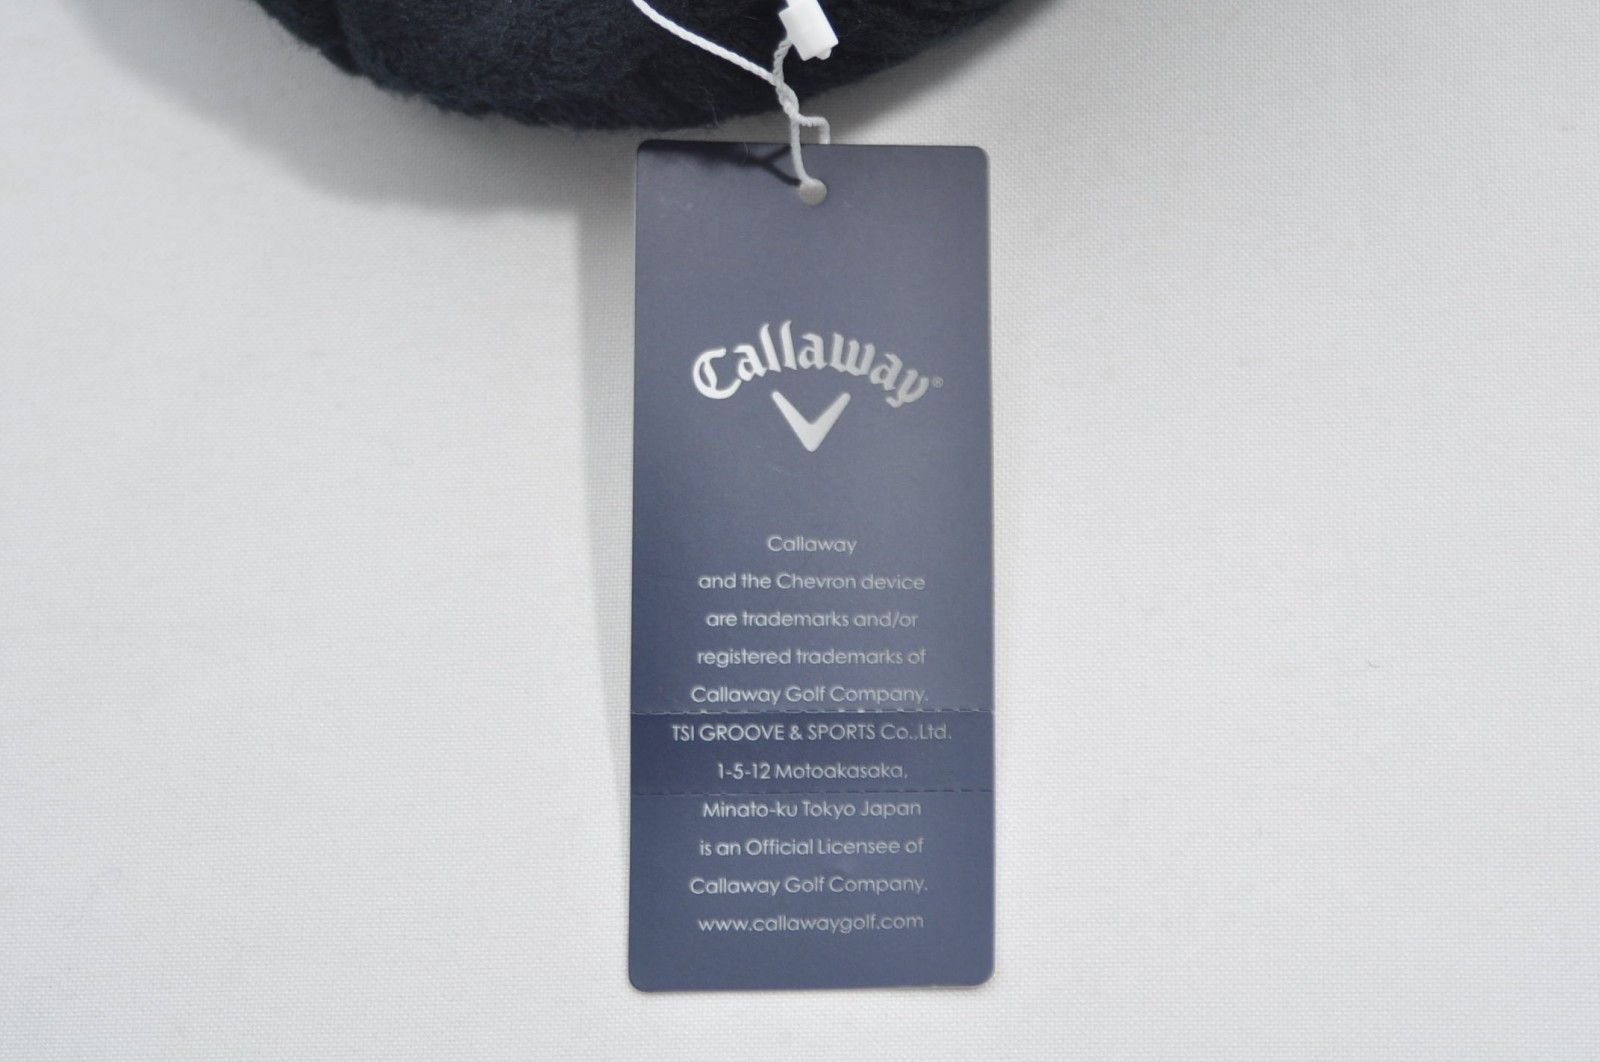 Callaway®
Callaway
and the Chevron device
are trademarks and/or
registered trademarks of
Callaway Golf Company.
TSI GROOVE & SPORTS Co.,Ltd.
1-5-12 Motoakasaka,
Minato-ku Tokyo Japan
is an Official Licensee of
Callaway Golf Company.
www.callawaygolf.com